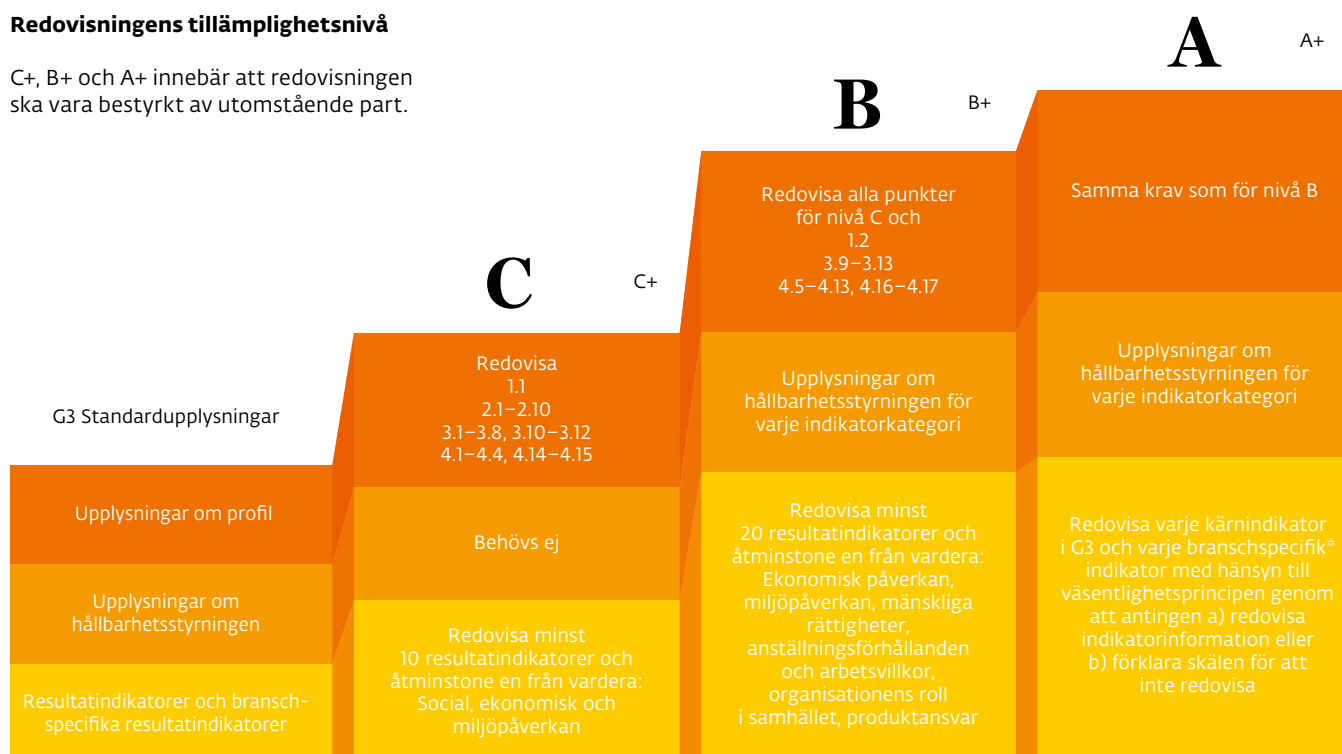 Redovisningens tillämplighetsnivå
C+, B+ och A+ innebär att redovisningen
ska vara bestyrkt av utomstående part.
G3 Standardupplysningar
Upplysningar om profil
Upplysningar om
hållbarhetsstyrningen
Resultatindikatorer och bransch-
specifika resultatindikatorer
C
C+
Redovisa
1.1
2.1–2.10
3.1–3.8, 3.10–3.12
4.1–4.4, 4.14–4.15
Behövs ej
Redovisa minst
10 resultatindikatorer och
åtminstone en från vardera:
Social, ekonomisk och
miljöpåverkan
B
B+
Redovisa alla punkter
för nivå C och
1.2
3.9–3.13
4.5–4.13, 4.16–4.17
Upplysningar om
hållbarhetsstyrningen för
varje indikatorkategori
Redovisa minst
20 resultatindikatorer och
åtminstone en från vardera:
Ekonomisk påverkan,
miljöpåverkan, mänskliga
rättigheter,
anställningsförhållanden
och arbetsvillkor,
organisationens roll
i samhället, produktansvar
A
A+
Samma krav som för nivå B
Upplysningar om
hållbarhetsstyrningen för
varje indikatorkategori
Redovisa varje kärnindikator
i G3 och varje branschspecifik*
indikator med hänsyn till
väsentlighetsprincipen genom
att antingen a) redovisa
indikatorinformation eller
b) förklara skälen för att
inte redovisa